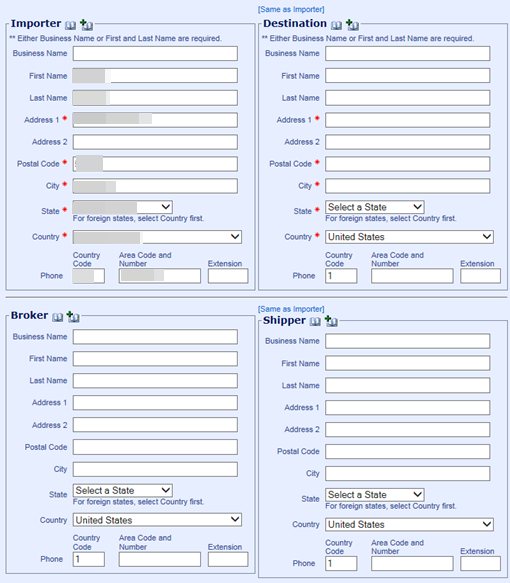 [Same as Importer]
Importer
** Either Business Name or First and Last Name are required.
Business Name
First Name
Last Name
Address 1 *
Address 2
Postal Code *
City *
State *
For foreign states, select Country first.
Country *
Country Code
Area Code and Number
Extension
Phone
Destination
** Either Business Name or First and Last Name are required.
Business Name
First Name
Last Name
Address 1 *
Address 2
Postal Code *
City *
State * Select a State
For foreign states, select Country first.
Country * United States
Country Code
Area Code and Number
Extension
Phone 1
Broker
Business Name
First Name
Last Name
Address 1
Address 2
Postal Code
City
State Select a State
For foreign states, select Country first.
Country United States
Country Code
Area Code and Number
Extension
Phone 1
[Same as Importer]
Shipper
Business Name
First Name
Last Name
Address 1
Address 2
Postal Code
City
State Select a State
For foreign states, select Country first.
Country United States
Country Code
Area Code and Number
Extension
Phone 1